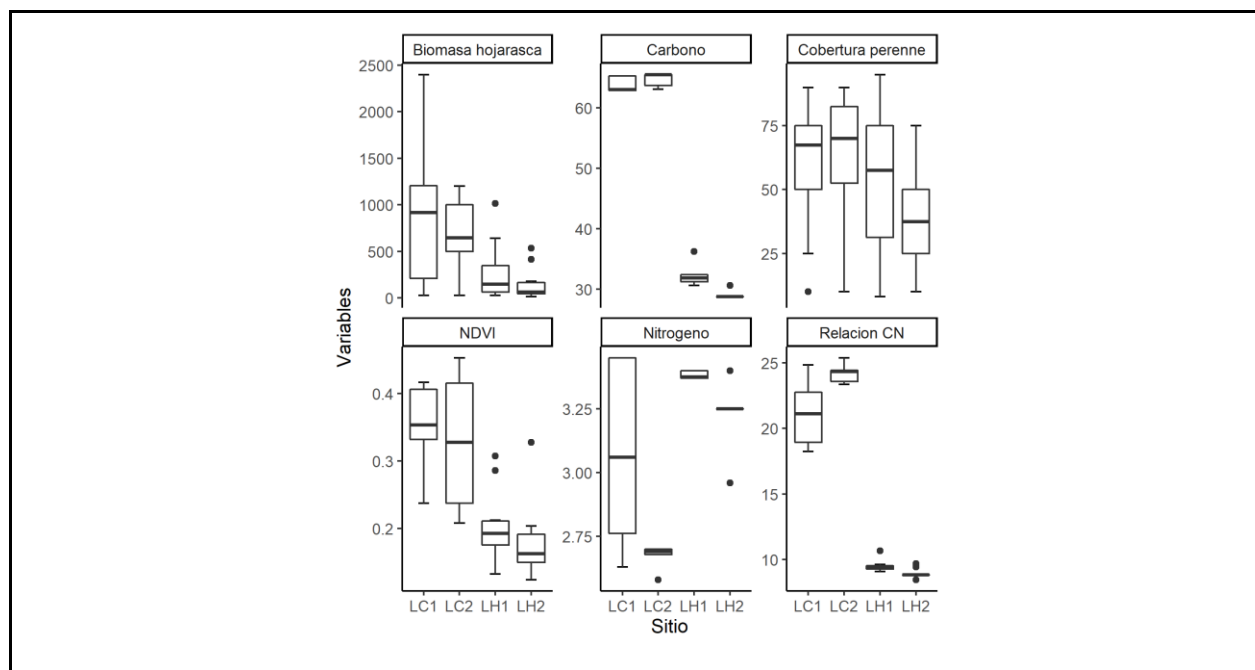 Biomasa hojarasca
Carbono
Cobertura perenne
2500
2000
1500
1000
500
0
60
50
40
30
75
50
25
Variables
NDVI
Nitrogeno
Relacion CN
0.4
0.3
0.2
3.25
3.00
2.75
25
20
15
10
LC1 LC2 LH1 LH2
LC1 LC2 LH1 LH2
LC1 LC2 LH1 LH2
Sitio